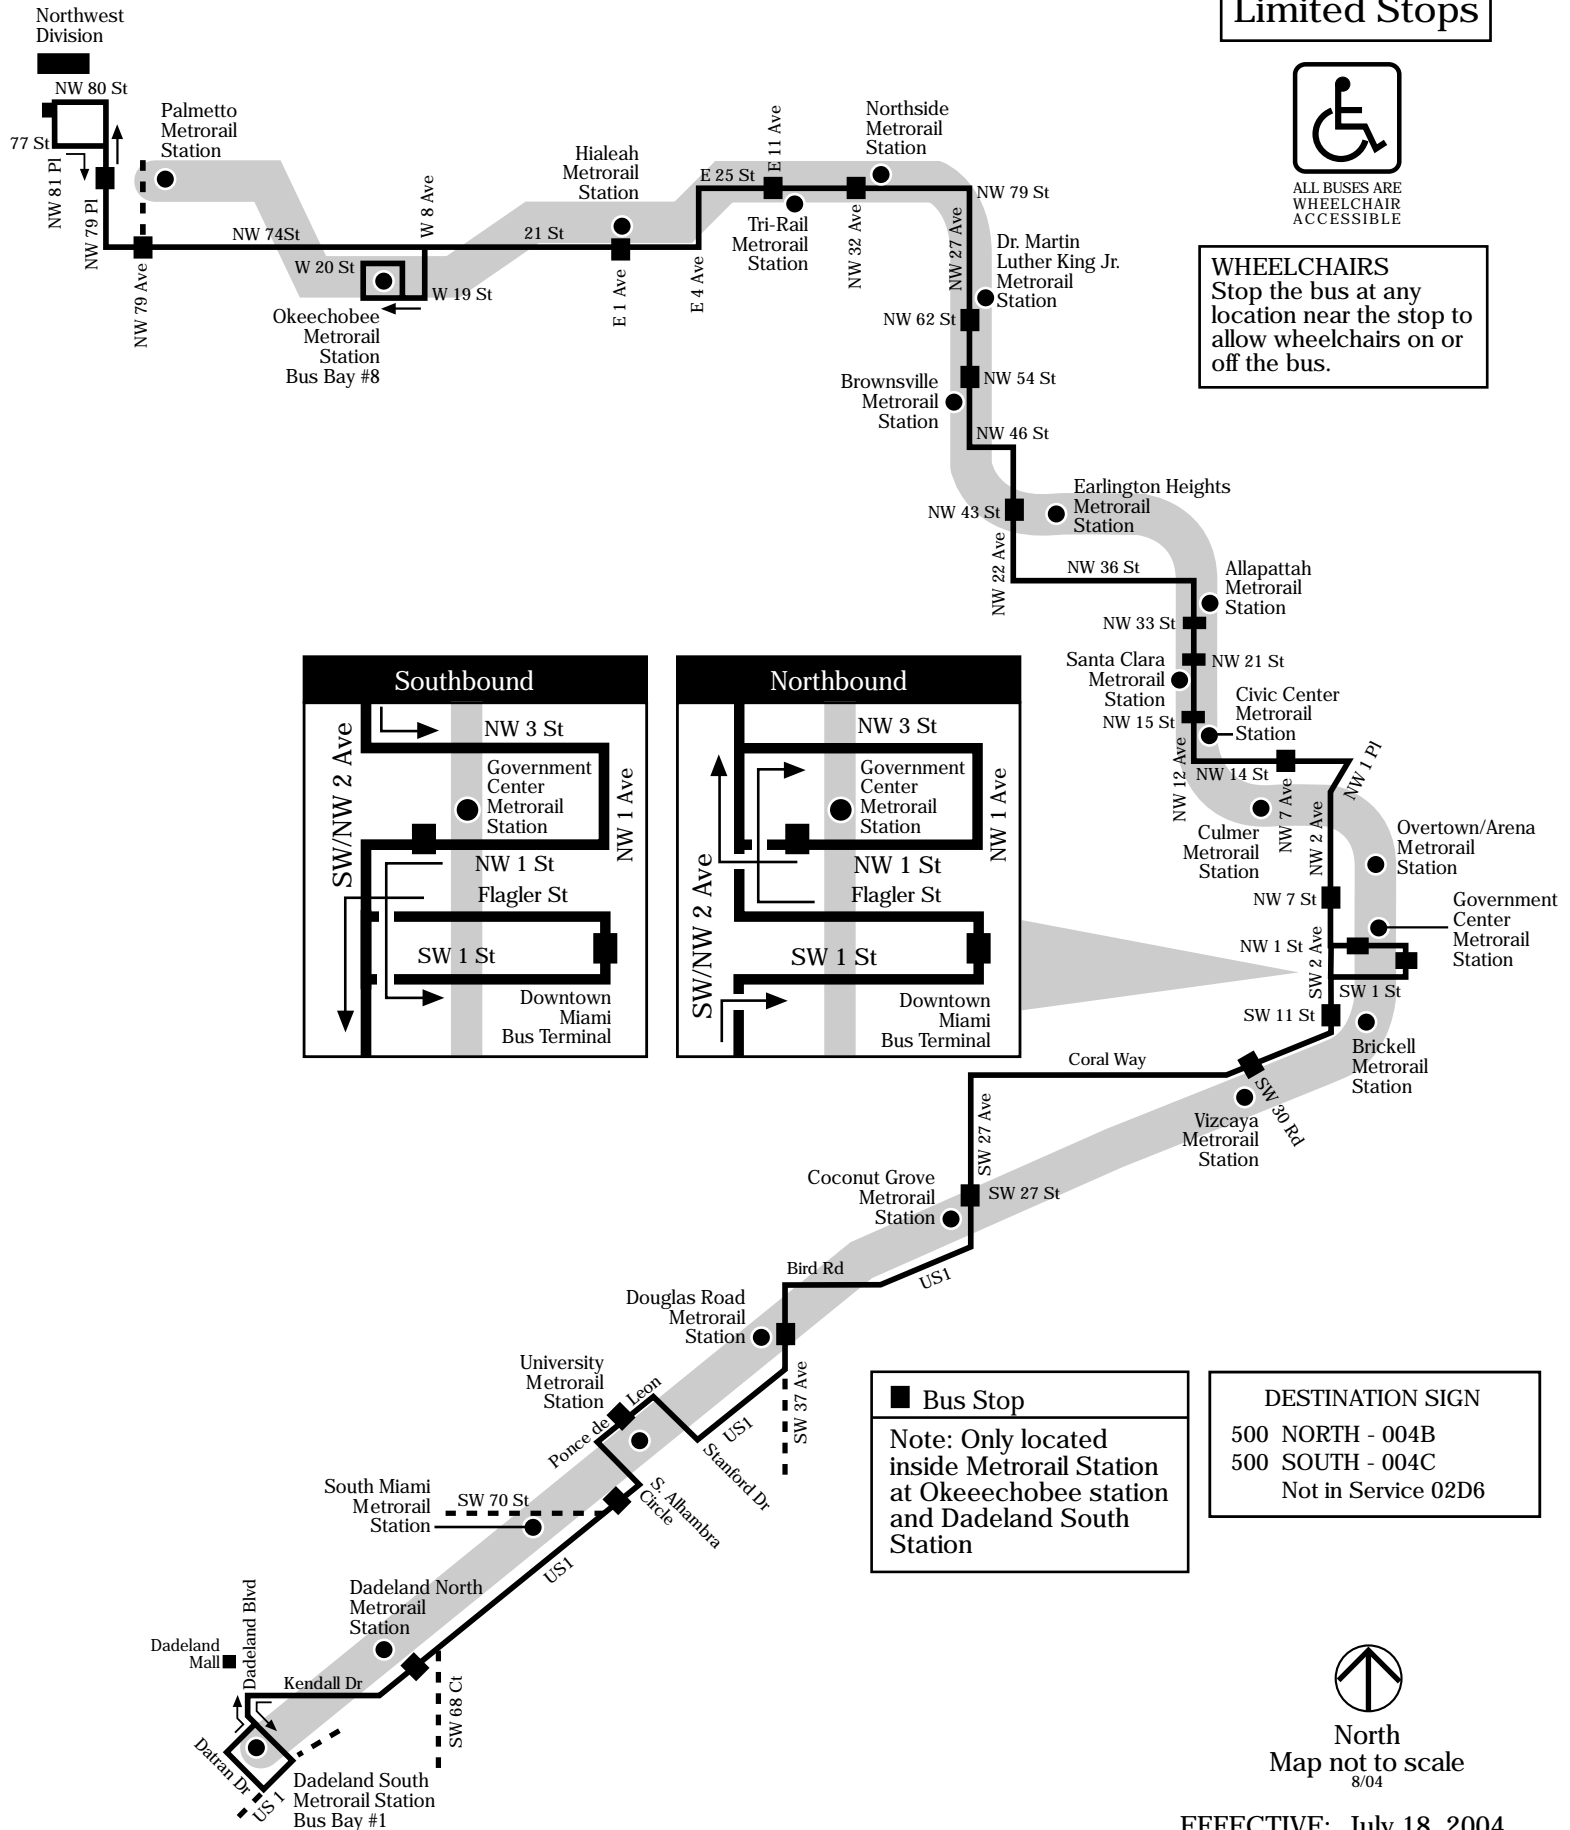 Limited Stops
Northwest
Division
NW 80 St
77 St
NW 81 Pl
NW 79 Pl
Palmetto
Metrorail
Station
NW 79 Ave
NW 74St
W 8 Ave
W 20 St
W 19 St
Okeechobee
Metrorail
Station
Bus Bay #8
21 St
Hialeah
Metrorail
Station
E 1 Ave
E 4 Ave
E 25 St
E 11 Ave
Tri-Rail
Metrorail
Station
NW 32 Ave
Northside
Metrorail
Station
NW 79 St
NW 27 Ave
Dr. Martin
Luther King Jr.
Metrorail
Station
NW 62 St
NW 54 St
Brownsville
Metrorail
Station
NW 46 St
NW 43 St
Earlington Heights
Metrorail
Station
NW 22 Ave
NW 36 St
Allapattah
Metrorail
Station
NW 33 St
Santa Clara
Metrorail
Station
NW 21 St
NW 15 St
Civic Center
Metrorail
Station
NW 12 Ave
NW 14 St
NW 1 Pl
NW 7 Ave
Culmer
Metrorail
Station
NW 2 Ave
Overtown/Arena
Metrorail
Station
NW 7 St
Government
Center
Metrorail
Station
NW 1 St
SW 2 Ave
SW 1 St
SW 11 St
Brickell
Metrorail
Station
ALL BUSES ARE
WHEELCHAIR
ACCESSIBLE
WHEELCHAIRS
Stop the bus at any
location near the stop to
allow wheelchairs on or
off the bus.
Southbound
SW/NW 2 Ave
NW 3 St
Government
Center
Metrorail
Station
NW 1 Ave
NW 1 St
Flagler St
SW 1 St
Downtown
Miami
Bus Terminal
Northbound
NW 3 St
Government
Center
Metrorail
Station
NW 1 Ave
NW 1 St
Flagler St
SW/NW 2 Ave
SW 1 St
Downtown
Miami
Bus Terminal
Coral Way
SW 30 Rd
Vizcaya
Metrorail
Station
SW 27 Ave
Coconut Grove
Metrorail
Station
SW 27 St
US1
Bird Rd
Douglas Road
Metrorail
Station
SW 37 Ave
University
Metrorail
Station
Ponce de Leon
US1
Stanford Dr
S. Alhambra
Circle
South Miami
Metrorail
Station
SW 70 St
US1
Dadeland North
Metrorail
Station
Dadeland
Mall
Dadeland Blvd
Kendall Dr
SW 68 Ct
Datran Dr
US 1
Dadeland South
Metrorail Station
Bus Bay #1
Bus Stop
Note: Only located
inside Metrorail Station
at Okeeechobee station
and Dadeland South
Station
DESTINATION SIGN
500 NORTH - 004B
500 SOUTH - 004C
Not in Service 02D6
North
Map not to scale
8/04
EFFECTIVE: July 18, 2004